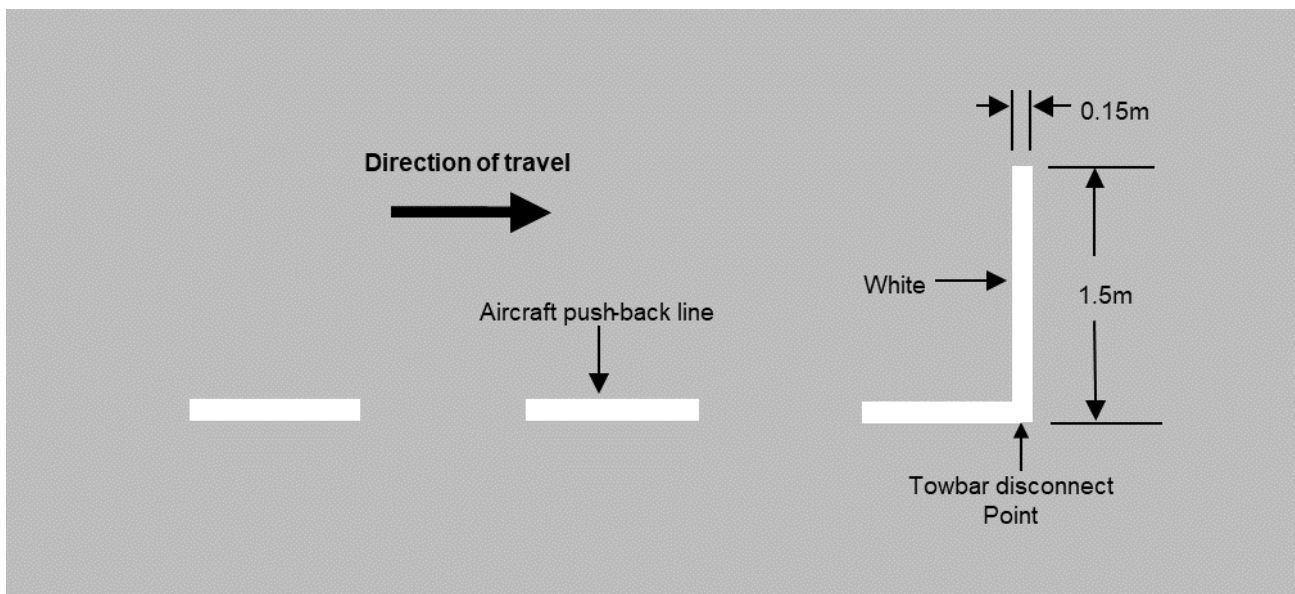 0.15m
Direction of travel
White
1.5m
Aircraft push-back line
Towbar disconnect
Point